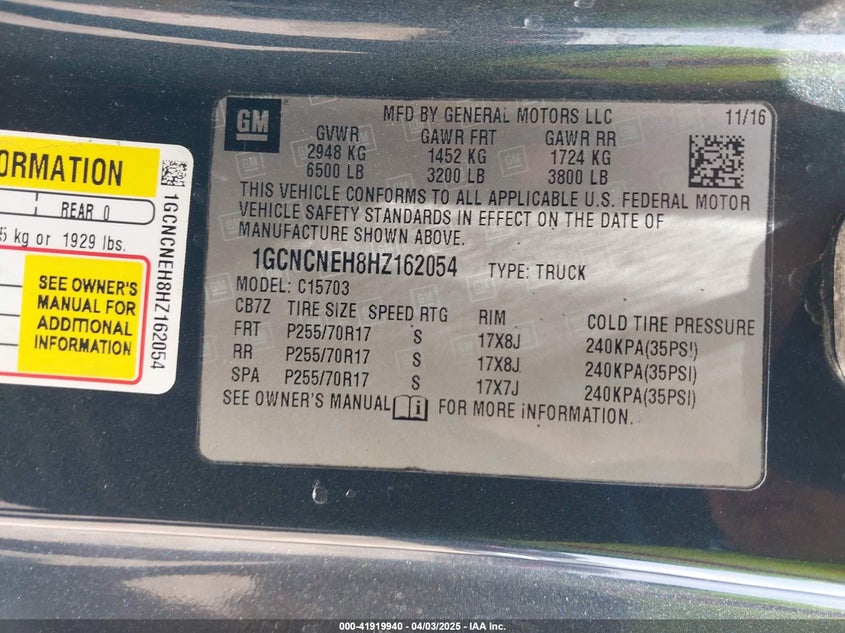 ORMATION
REAR 0
5 kg or 1929 lbs.
SEE OWNER'S
MANUAL FOR
ADDITIONAL
INFORMATION
1GCNCNEH8HZ162054
GM
MFD BY GENERAL MOTORS LLC 11/16
GVWR GAWR FRT GAWR RR
2948 KG 1452 KG 1724 KG
6500 LB 3200 LB 3800 LB
THIS VEHICLE CONFORMS TO ALL APPLICABLE U.S. FEDERAL MOTOR
VEHICLE SAFETY STANDARDS IN EFFECT ON THE DATE OF
MANUFACTURE SHOWN ABOVE.
1GCNCNEH8HZ162054 TYPE: TRUCK
MODEL: C15703
CB7Z TIRE SIZE SPEED RTG RIM COLD TIRE PRESSURE
FRT P255/70R17 S 17X8J 240KPA(35PSI)
RR P255/70R17 S 17X8J 240KPA(35PSI)
SPA P255/70R17 S 17X7J 240KPA(35PSI)
SEE OWNER'S MANUAL i FOR MORE INFORMATION.
000-41919940 - 04/03/2025 - IAA Inc.